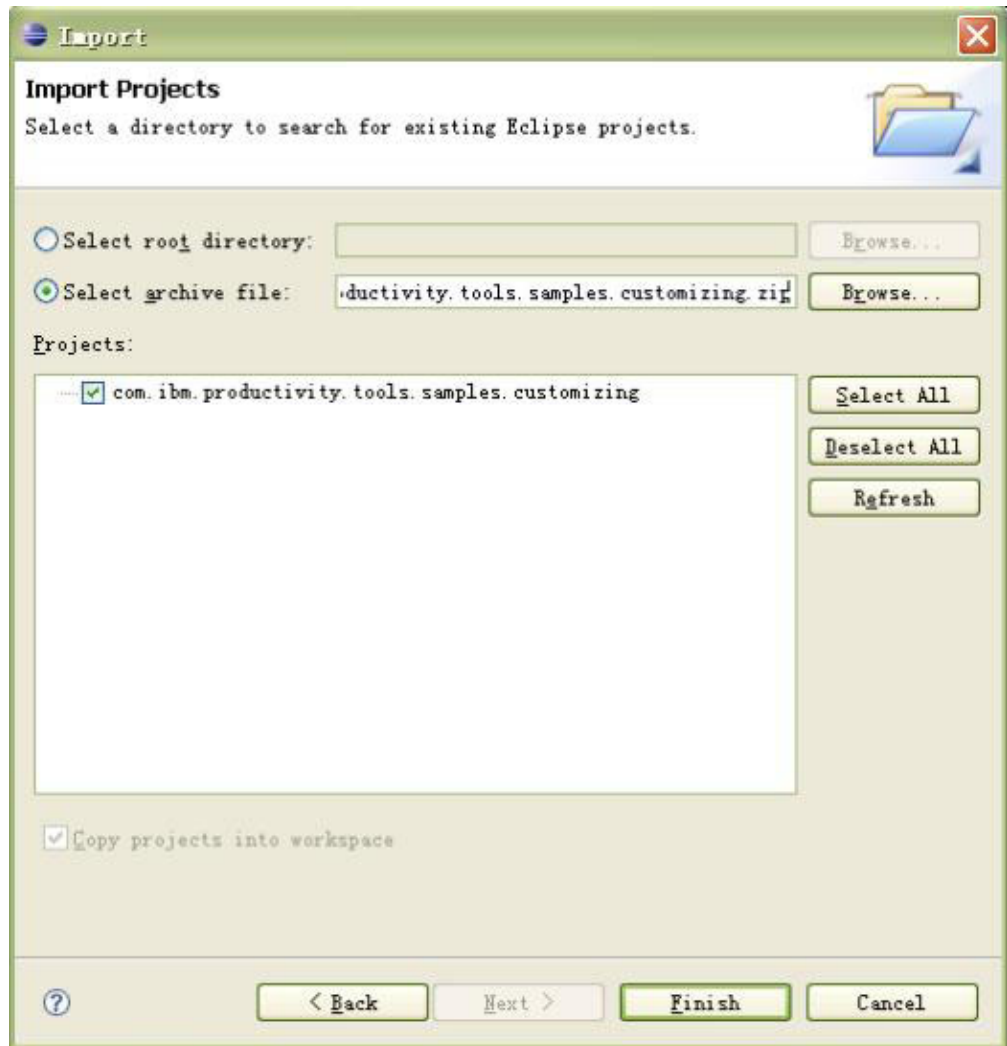 Import
Import Projects
Select a directory to search for existing Eclipse projects.
Select root directory: Browse...
Select archive file: ductivity.tools.samples.customizing.zip Browse...
Projects:
com.ibm.productivity.tools.samples.customizing
Select All
Deselect All
Refresh
Copy projects into workspace
? < Back Next > Finish Cancel